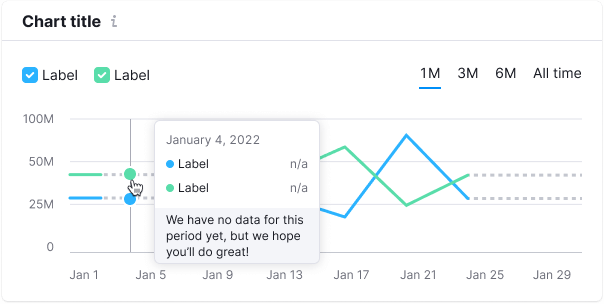 Chart title
Label Label 1M 3M 6M All time
100M
50M
25M
0
January 4, 2022
Label n/a
Label n/a
We have no data for this
period yet, but we hope
you'll do great!
Jan 1 Jan 5 Jan 9 Jan 13 Jan 17 Jan 21 Jan 25 Jan 29